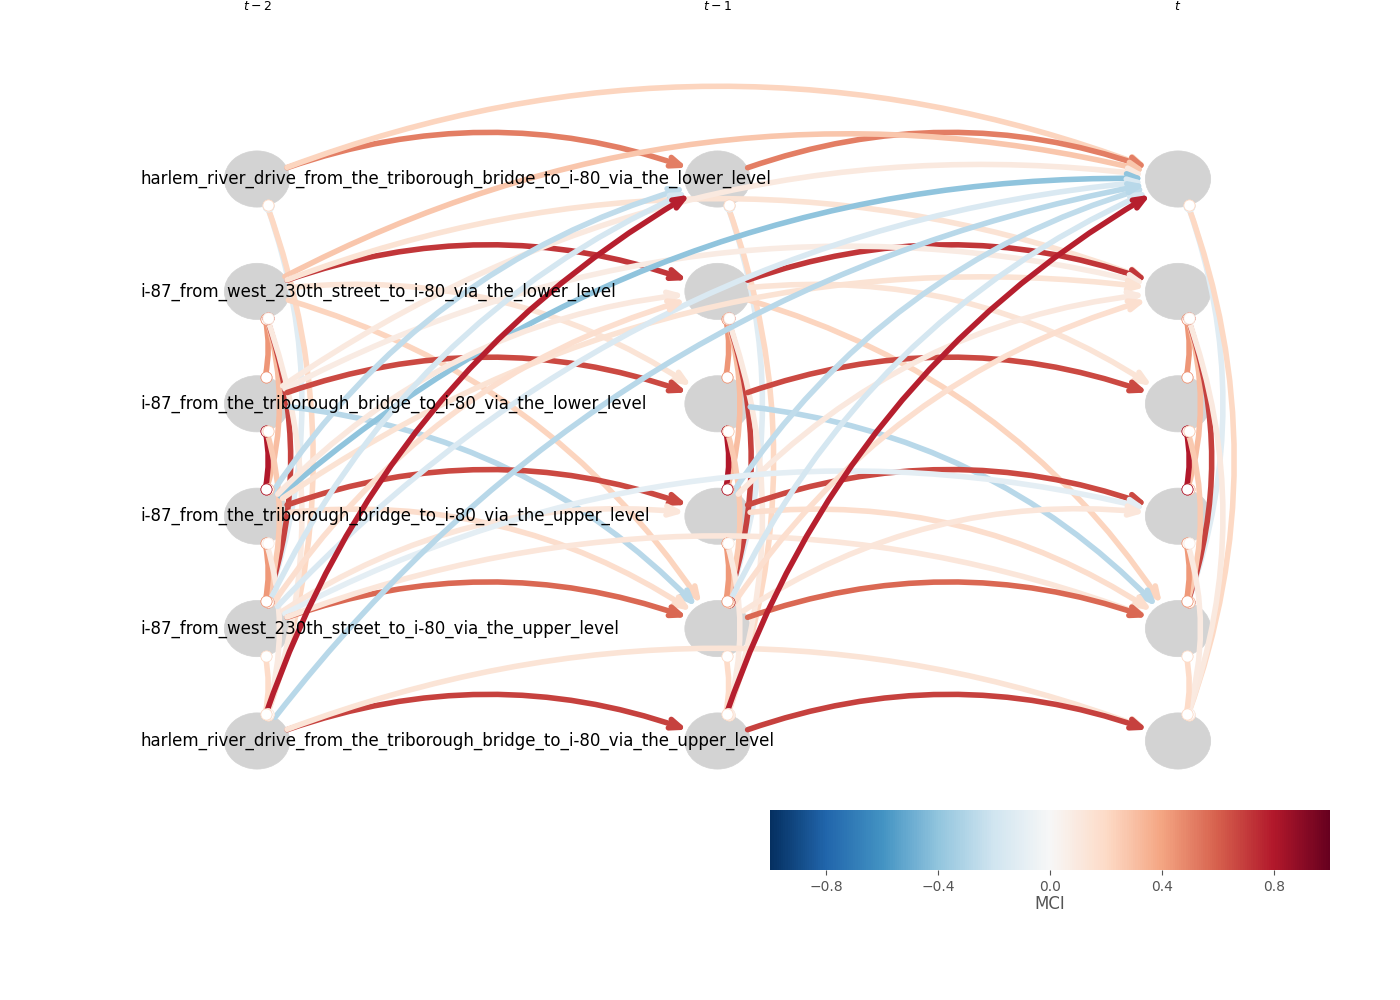 t − 2 t − 1 t
harlem_river_drive_from_the_triborough_bridge_to_i-80_via_the_lower_level
i-87_from_west_230th_street_to_i-80_via_the_lower_level
i-87_from_the_triborough_bridge_to_i-80_via_the_lower_level
i-87_from_the_triborough_bridge_to_i-80_via_the_upper_level
i-87_from_west_230th_street_to_i-80_via_the_upper_level
harlem_river_drive_from_the_triborough_bridge_to_i-80_via_the_upper_level
−0.8 −0.4 0.0 0.4 0.8
MCI